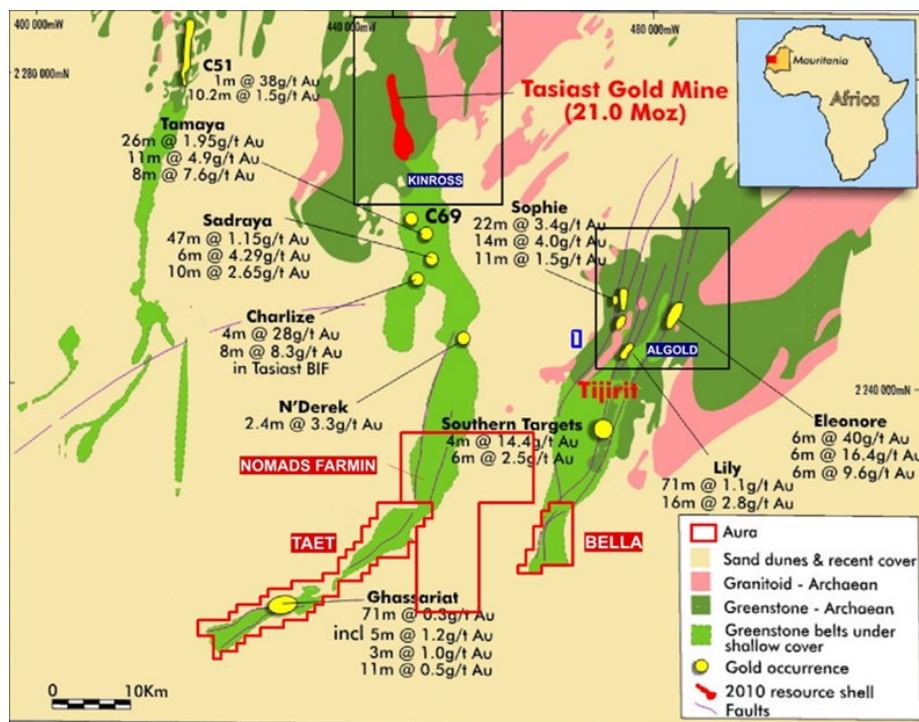 400 000mW
440 000mW
480 000mW
2 280 000mN
C51
1m @ 38g/t Au
10.2m @ 1.5g/t Au
Tamaya
26m @ 1.95g/t Au
11m @ 4.9g/t Au
8m @ 7.6g/t Au
Tasiast Gold Mine
(21.0 Moz)
Mauritania
Africa
KINROSS
C69
Sadraya
47m @ 1.15g/t Au
6m @ 4.29g/t Au
10m @ 2.65g/t Au
Sophie
22m @ 3.4g/t Au
14m @ 4.0g/t Au
11m @ 1.5g/t Au
Charlize
4m @ 28g/t Au
8m @ 8.3g/t Au
in Tasiast BIF
ALGOLD
Tijirit
2 240 000mN
N'Derek
2.4m @ 3.3g/t Au
Southern Targets
4m @ 14.4g/t Au
6m @ 2.5g/t Au
Eleonore
6m @ 40g/t Au
6m @ 16.4g/t Au
6m @ 9.6g/t Au
Lily
71m @ 1.1g/t Au
16m @ 2.8g/t Au
NOMADS FARMIN
TAET
BELLA
Ghassariat
71m @ 0.3g/t Au
incl 5m @ 1.2g/t Au
3m @ 1.0g/t Au
11m @ 0.5g/t Au
Aura
Sand dunes & recent cover
Granitoid - Archaean
Greenstone - Archaean
Greenstone belts under
shallow cover
Gold occurrence
2010 resource shell
Faults
0 10Km